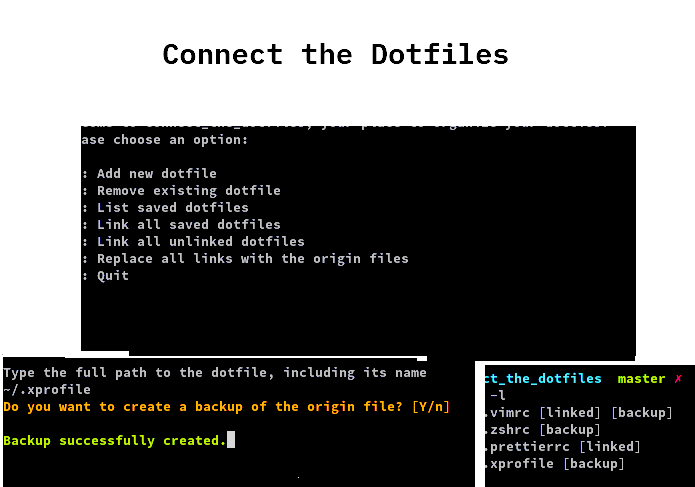 Connect the Dotfiles
ase choose an option:
: Add new dotfile
: Remove existing dotfile
: List saved dotfiles
: Link all saved dotfiles
: Link all unlinked dotfiles
: Replace all links with the origin files
: Quit
Type the full path to the dotfile, including its name
~/.xprofile
Do you want to create a backup of the origin file? [Y/n]
Backup successfully created.
ct_the_dotfiles master ✗
-l
.vimrc [linked] [backup]
.zshrc [backup]
.prettierrc [linked]
.xprofile [backup]